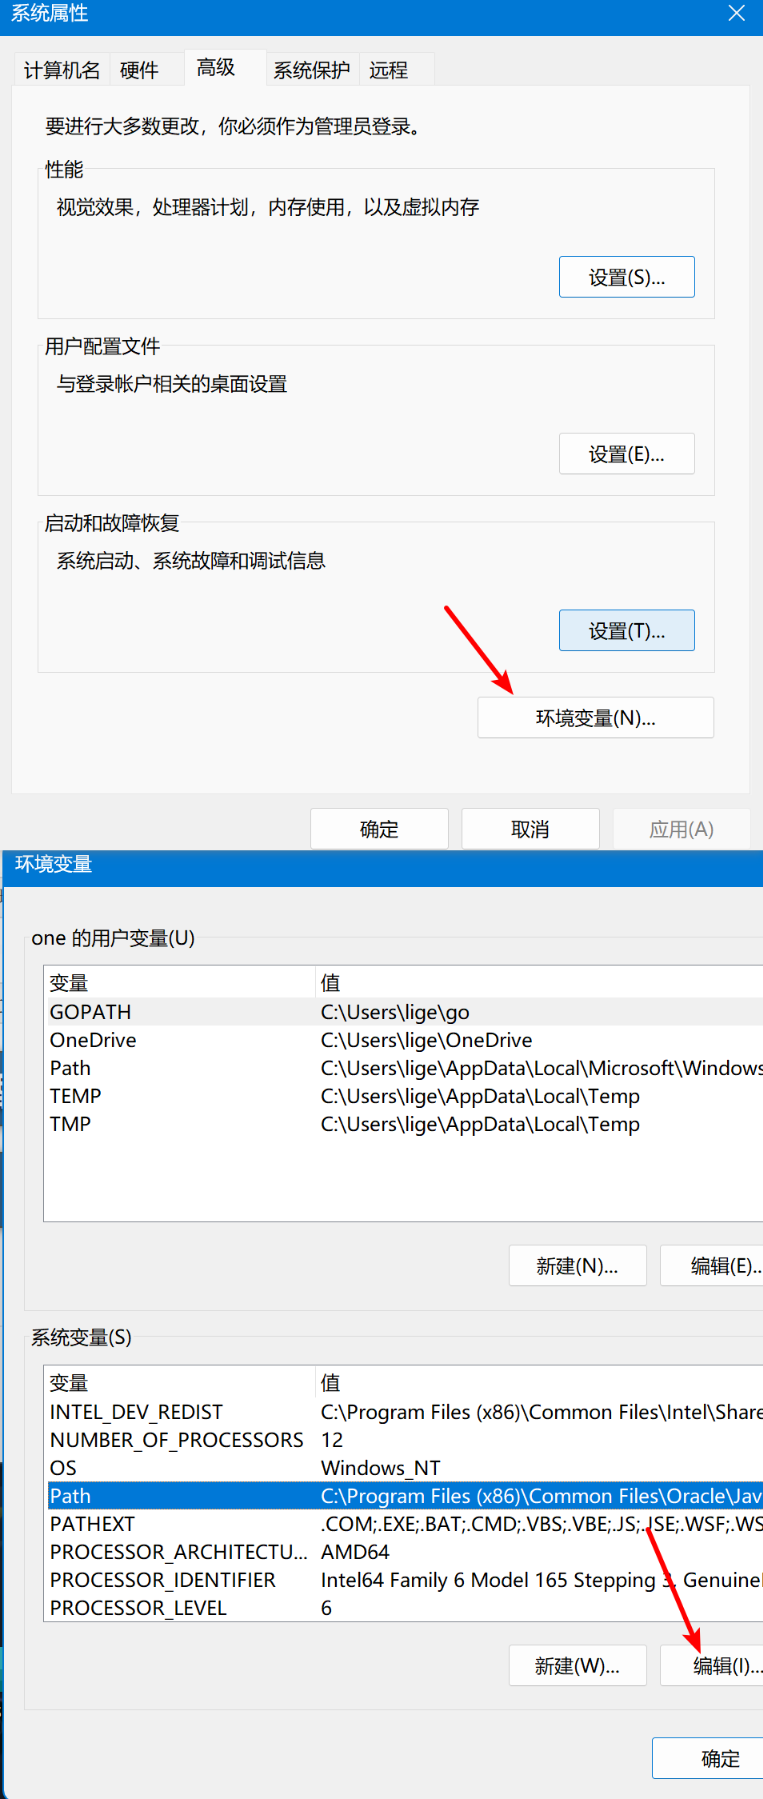 系统属性
计算机名 硬件 高级 系统保护 远程
要进行大多数更改，你必须作为管理员登录。
性能
视觉效果，处理器计划，内存使用，以及虚拟内存
设置(S)...
用户配置文件
与登录帐户相关的桌面设置
设置(E)...
启动和故障恢复
系统启动、系统故障和调试信息
设置(T)...
环境变量(N)...
确定 取消 应用(A)
环境变量
one 的用户变量(U)
变量 值
GOPATH C:\Users\lige\go
OneDrive C:\Users\lige\OneDrive
Path C:\Users\lige\AppData\Local\Microsoft\Windows
TEMP C:\Users\lige\AppData\Local\Temp
TMP C:\Users\lige\AppData\Local\Temp
新建(N)... 编辑(E)..
系统变量(S)
变量 值
INTEL_DEV_REDIST C:\Program Files (x86)\Common Files\Intel\Share
NUMBER_OF_PROCESSORS 12
OS Windows_NT
Path C:\Program Files (x86)\Common Files\Oracle\Jav
PATHEXT .COM;.EXE;.BAT;.CMD;.VBS;.VBE;.JS;.JSE;.WSF;.WS
PROCESSOR_ARCHITECTU... AMD64
PROCESSOR_IDENTIFIER Intel64 Family 6 Model 165 Stepping 3, Genuine
PROCESSOR_LEVEL 6
新建(W)... 编辑(I)...
确定